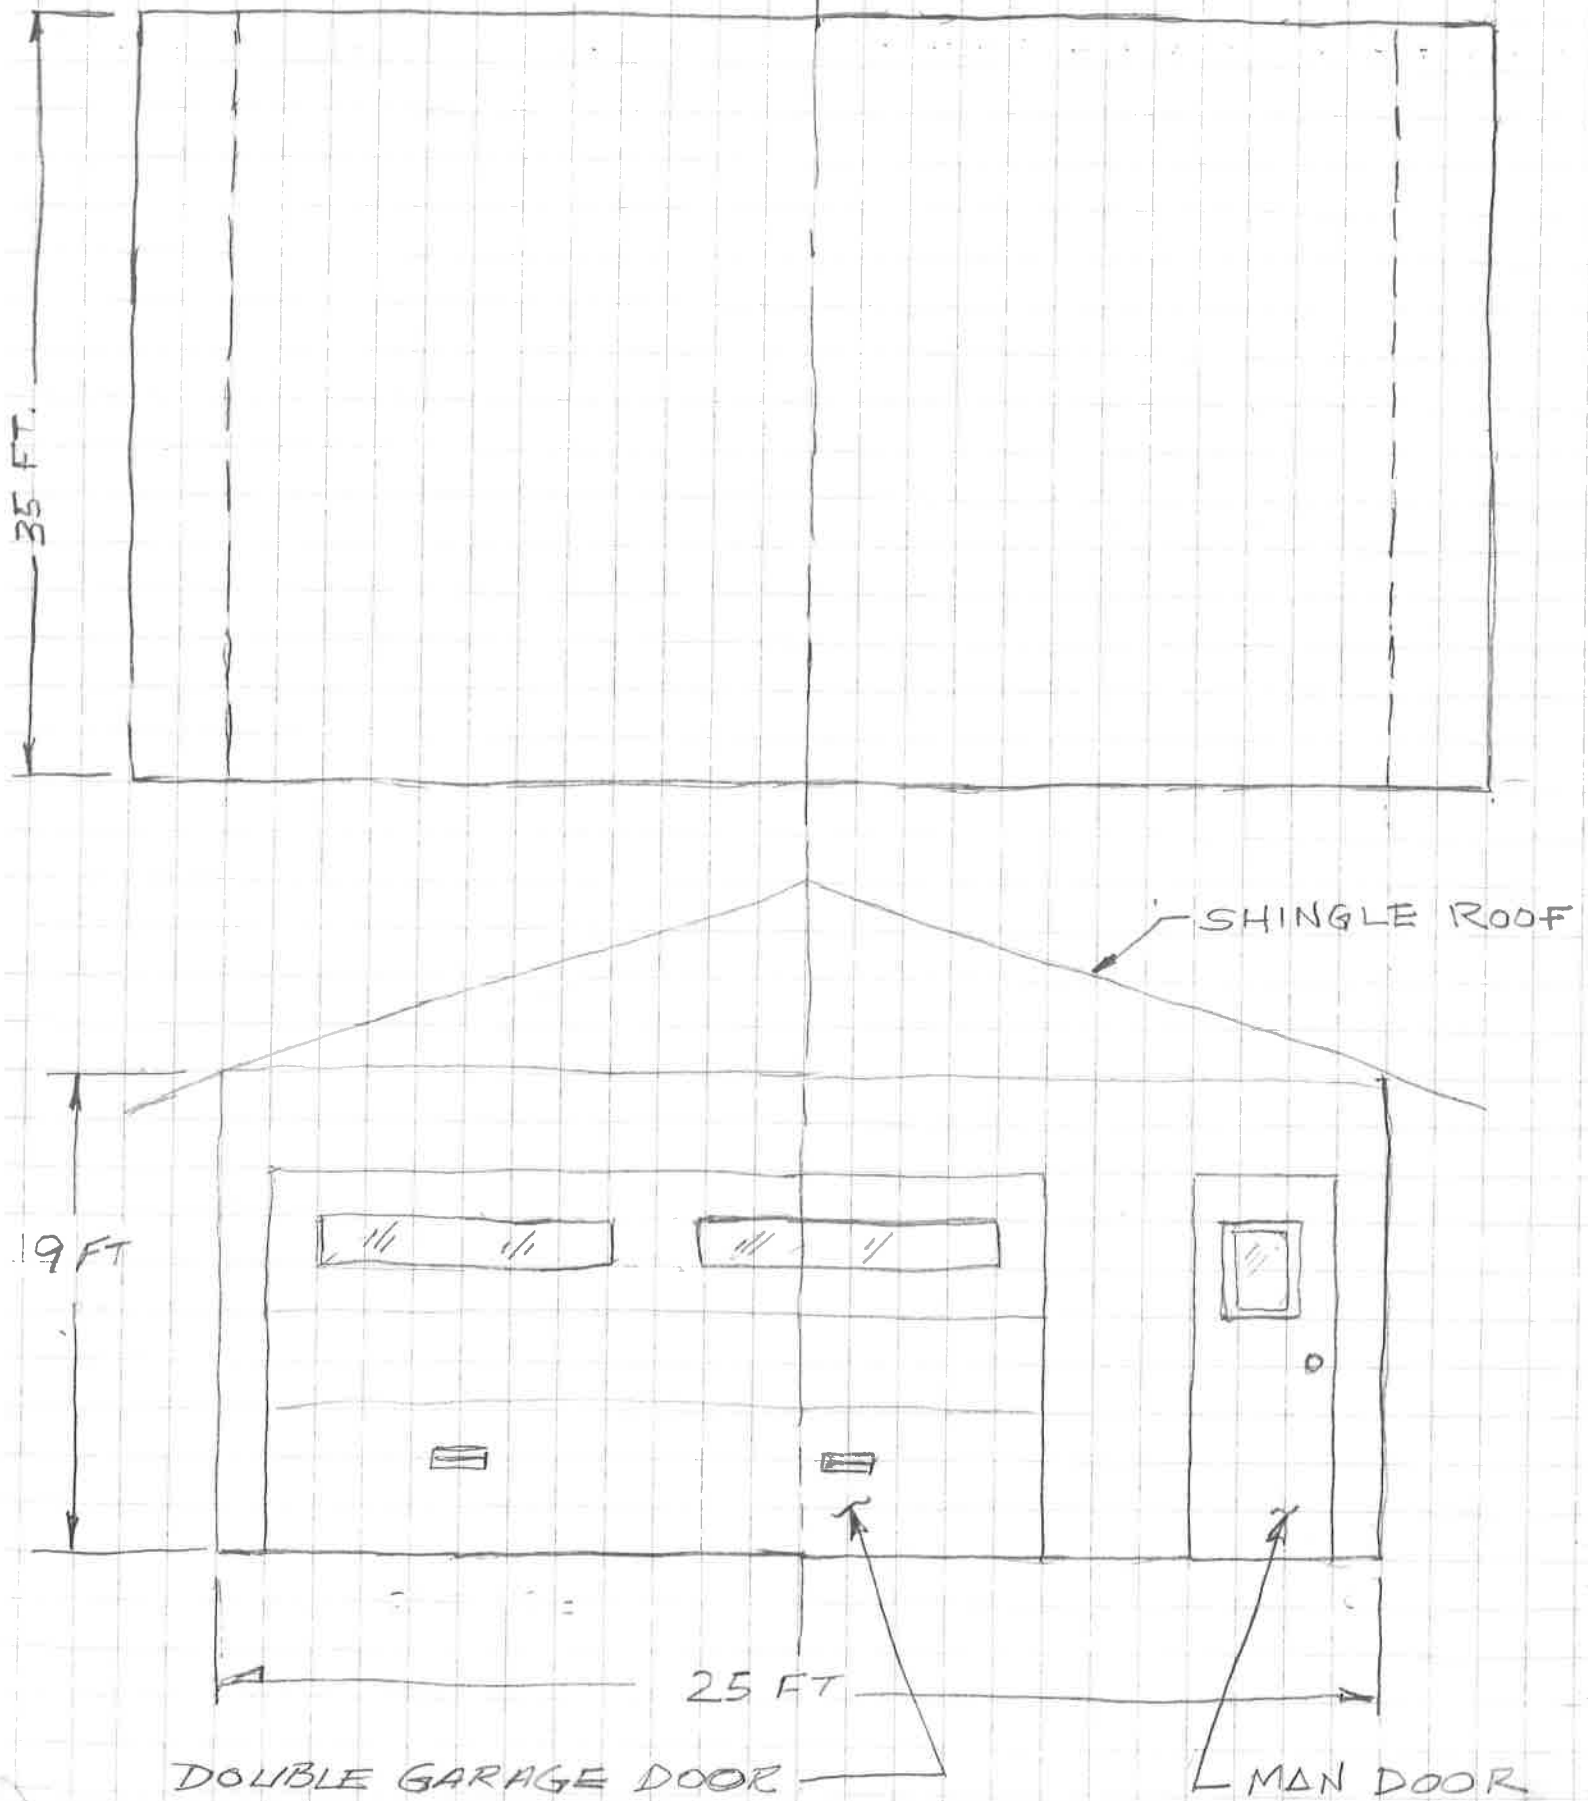 35 FT.
SHINGLE ROOF
9 FT
25 FT
DOUBLE GARAGE DOOR
MAN DOOR